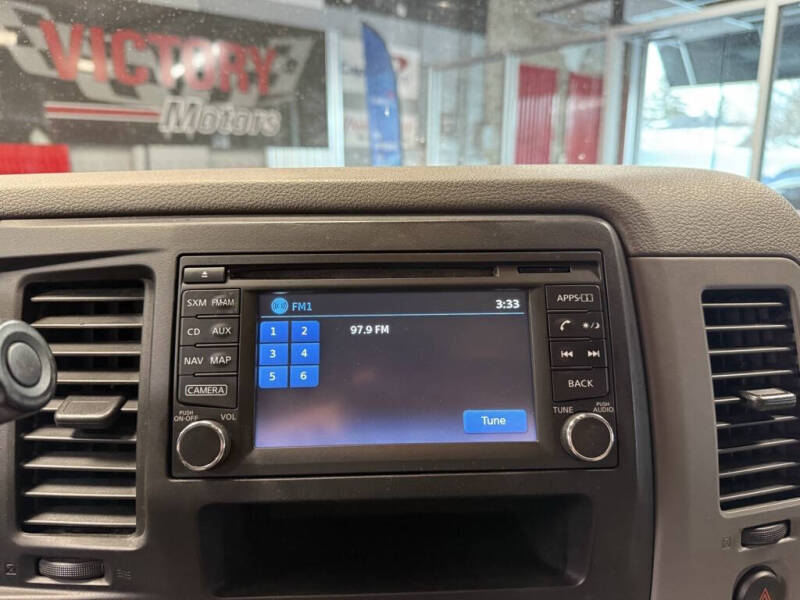 VICTORY
Motors
SXM FM·AM
CD AUX
NAV MAP
CAMERA
PUSH
ON·OFF VOL
FM1 3:33
1 2 97.9 FM
3 4
5 6
Tune
APPS·
BACK
TUNE PUSH
AUDIO